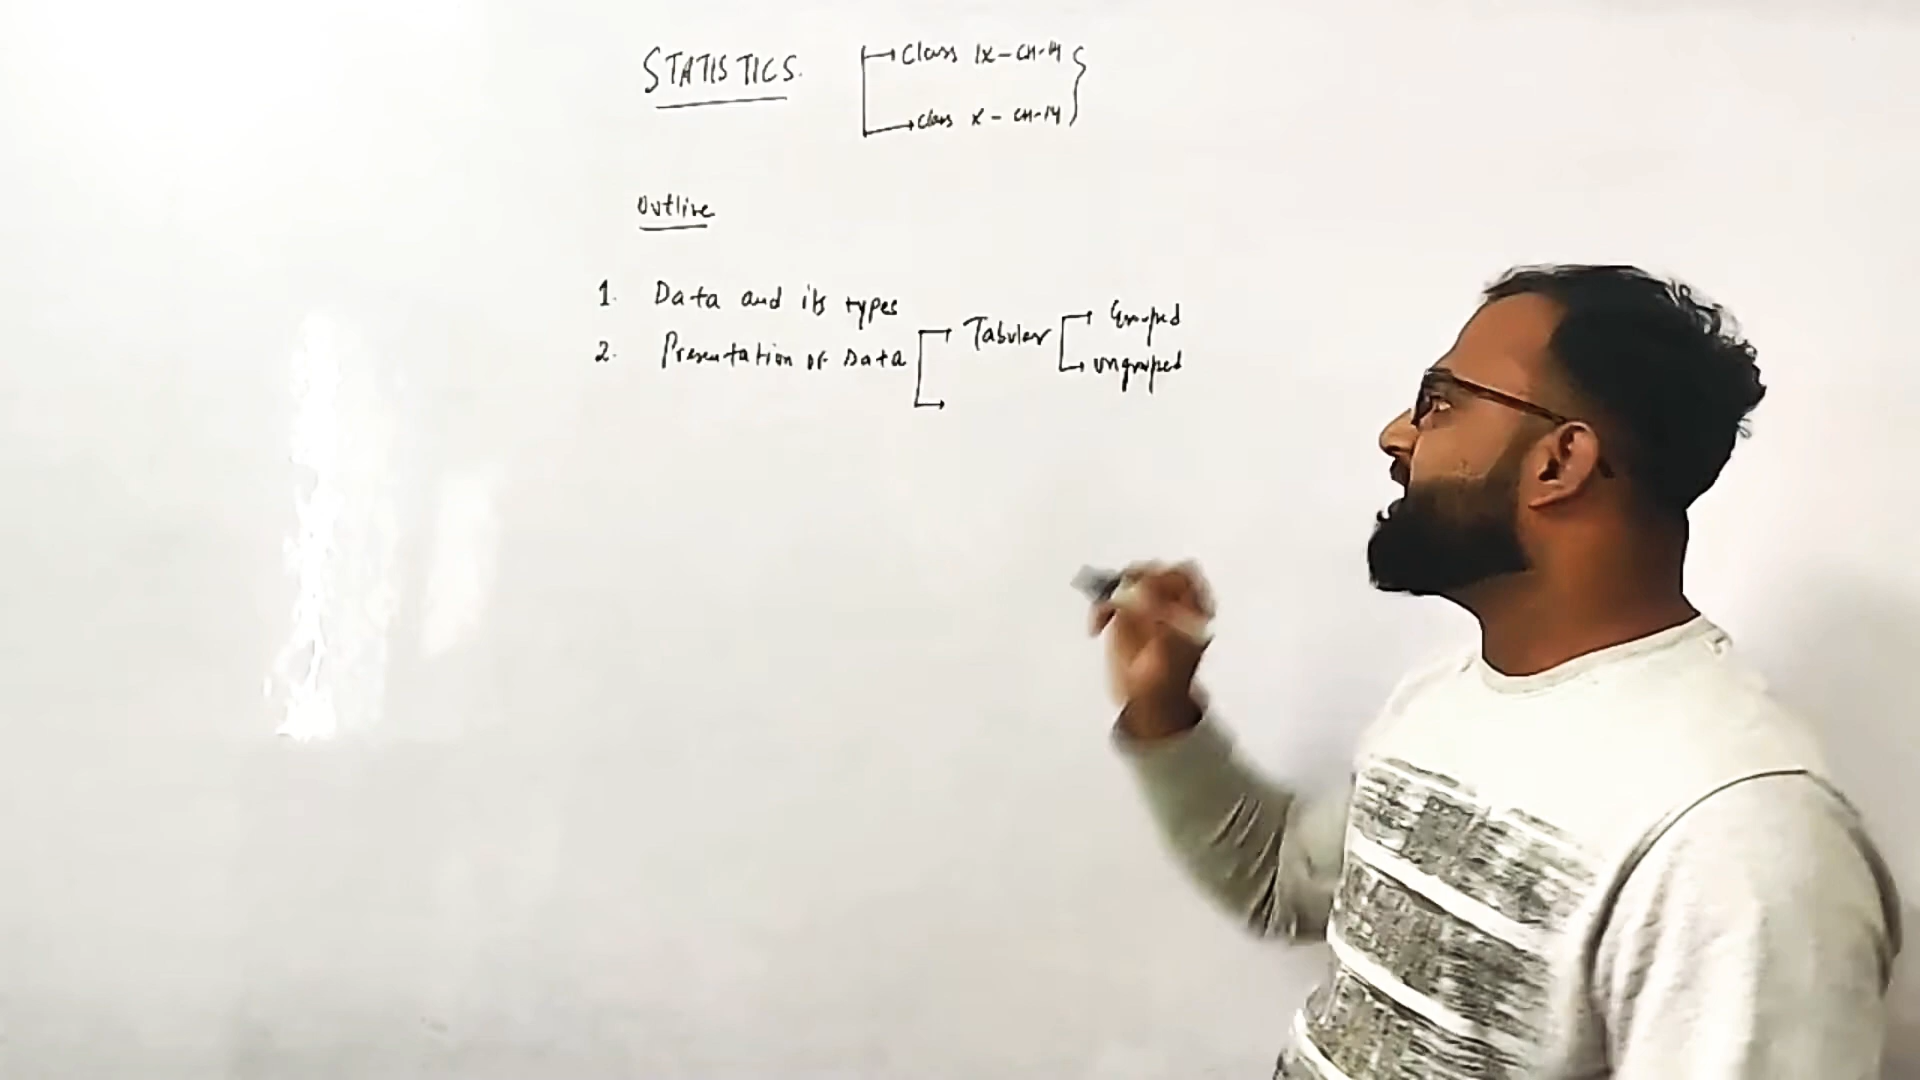 STATISTICS.
Class IX - CH-14
Class X - CH-14
Outline
1. Data and its types
2. Presentation of Data
Tabular
Grouped
ungrouped